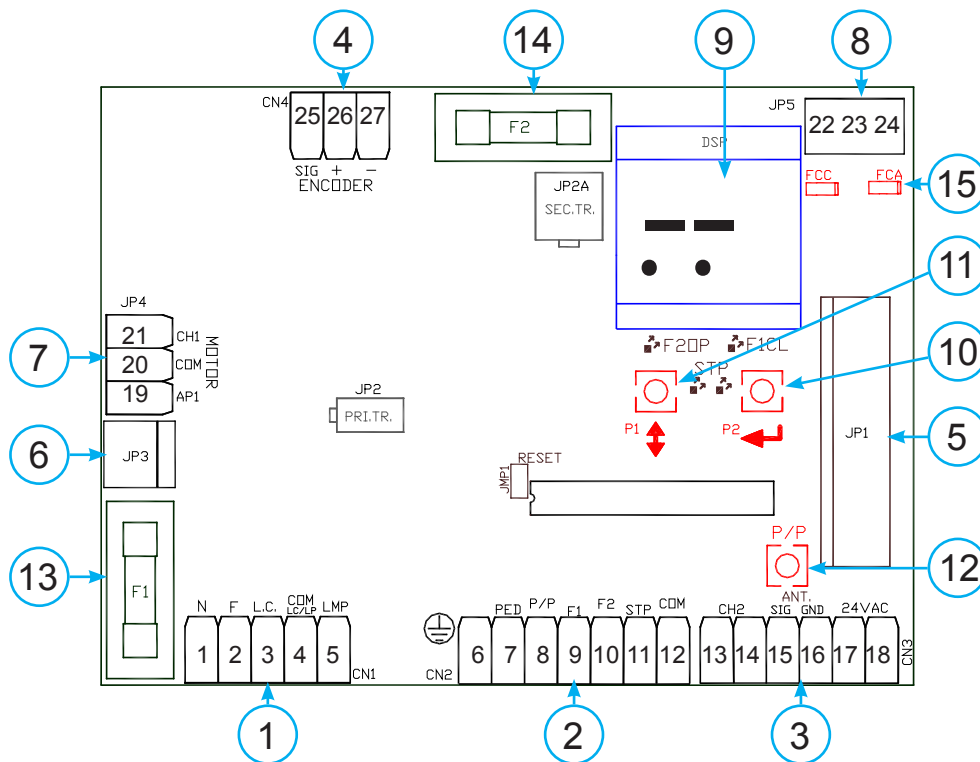 4 14 9 8
CN4 25 26 27
SIG + -
ENCODER
F2
DSP
JP5
22 23 24
FCC FCA
15
JP2A
SEC.TR.
11
JP4
21 CH1
20 COM
19 AP1
MOTOR
7
F2OP F1CL
STP
10
JP2
PRI.TR.
P1 P2
6
JP3
JP1
5
RESET
JMP1
13
F1
P/P
12
ANT.
N F L.C. COM LC/LP LMP
1 2 3 4 5
CN1
PED P/P F1 F2 STP COM
CN2
6 7 8 9 10 11 12
CH2 SIG GND 24VAC
13 14 15 16 17 18
CN3
1 2 3